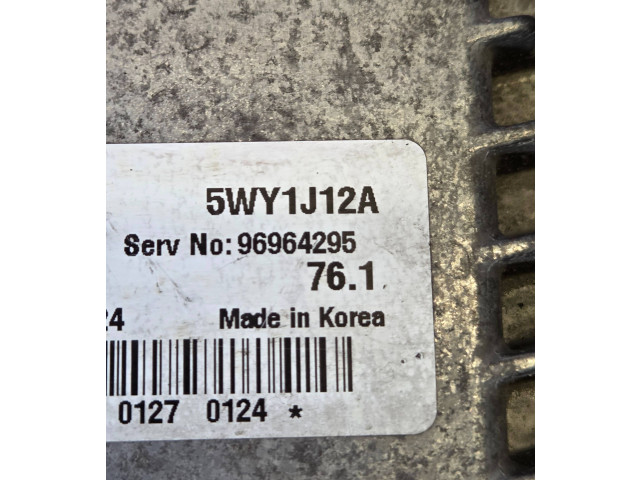 5WY1J12A
Serv No: 96964295
76.1
24 Made in Korea
0127 0124 *